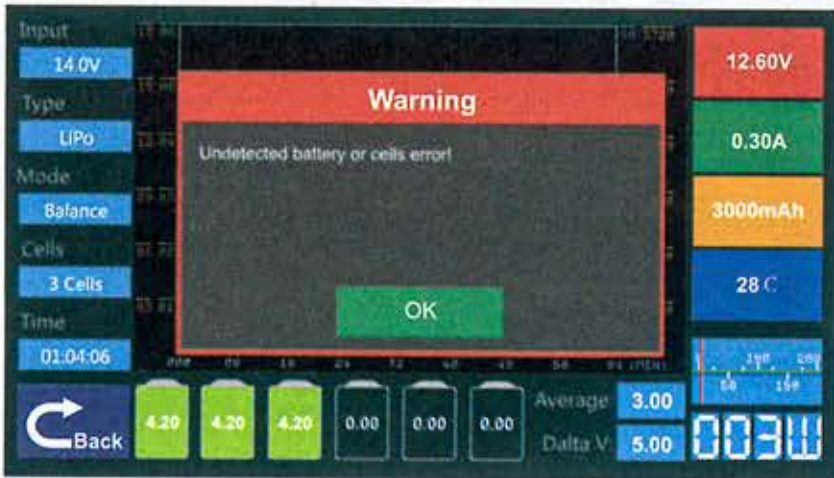 Input
14.0V
Type
LiPo
Mode
Balance
Cells
3 Cells
Time
01:04:06
Back
Warning
Undetected battery or cells error!
OK
4.20
4.20
4.20
0.00
0.00
0.00
Average
3.00
Dalta V
5.00
12.60V
0.30A
3000mAh
28 C
003W